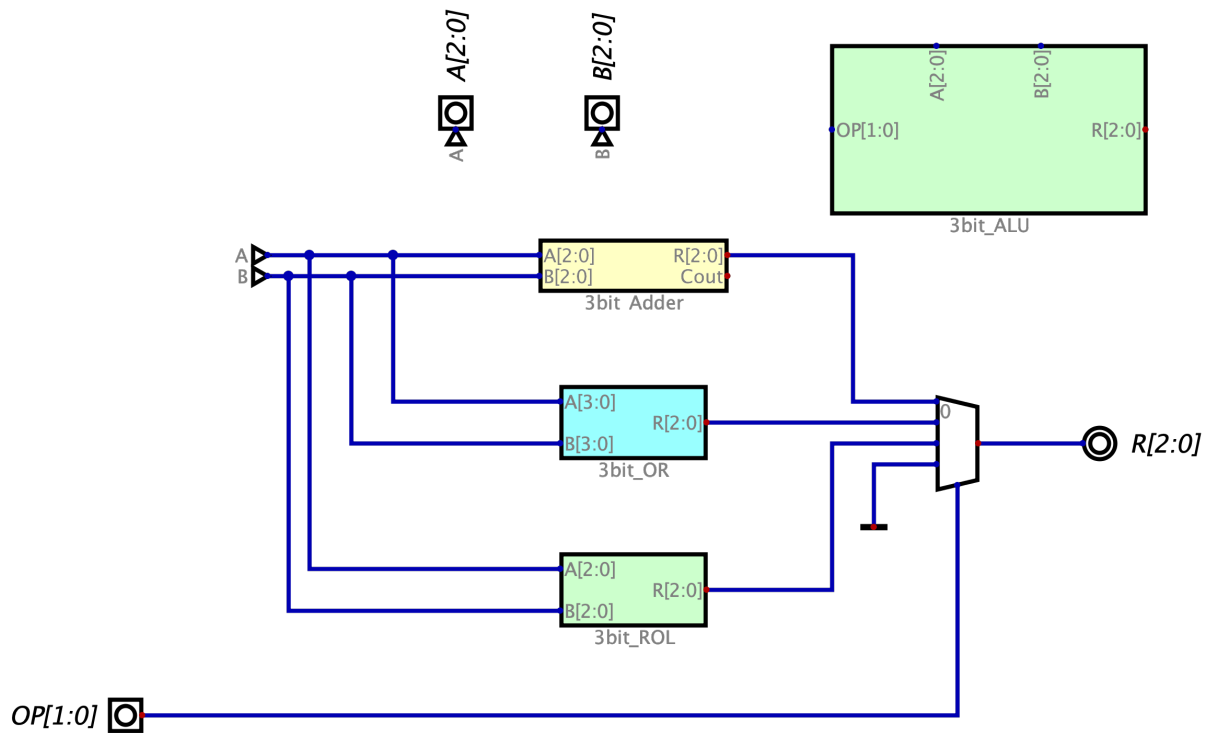 A[2:0]
A
B[2:0]
B
A[2:0]
B[2:0]
OP[1:0]
R[2:0]
3bit_ALU
A
B
A[2:0]
B[2:0]
R[2:0]
Cout
3bit Adder
A[3:0]
B[3:0]
R[2:0]
3bit_OR
0
R[2:0]
A[2:0]
B[2:0]
R[2:0]
3bit_ROL
OP[1:0]